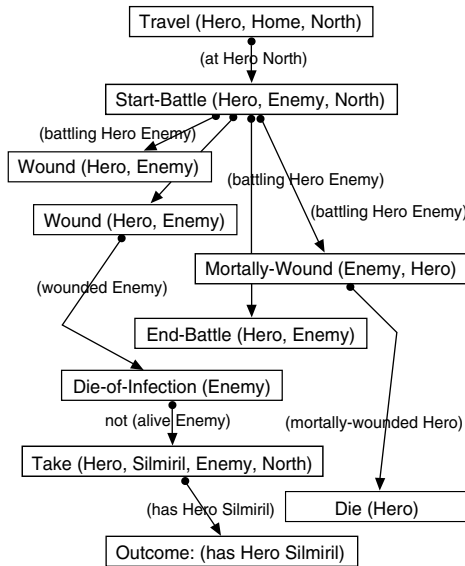 Travel (Hero, Home, North)
(at Hero North)
Start-Battle (Hero, Enemy, North)
(battling Hero Enemy)
Wound (Hero, Enemy)
(battling Hero Enemy)
Wound (Hero, Enemy)
(battling Hero Enemy)
Mortally-Wound (Enemy, Hero)
(wounded Enemy)
End-Battle (Hero, Enemy)
Die-of-Infection (Enemy)
not (alive Enemy)
(mortally-wounded Hero)
Take (Hero, Silmiril, Enemy, North)
(has Hero Silmiril)
Die (Hero)
Outcome: (has Hero Silmiril)